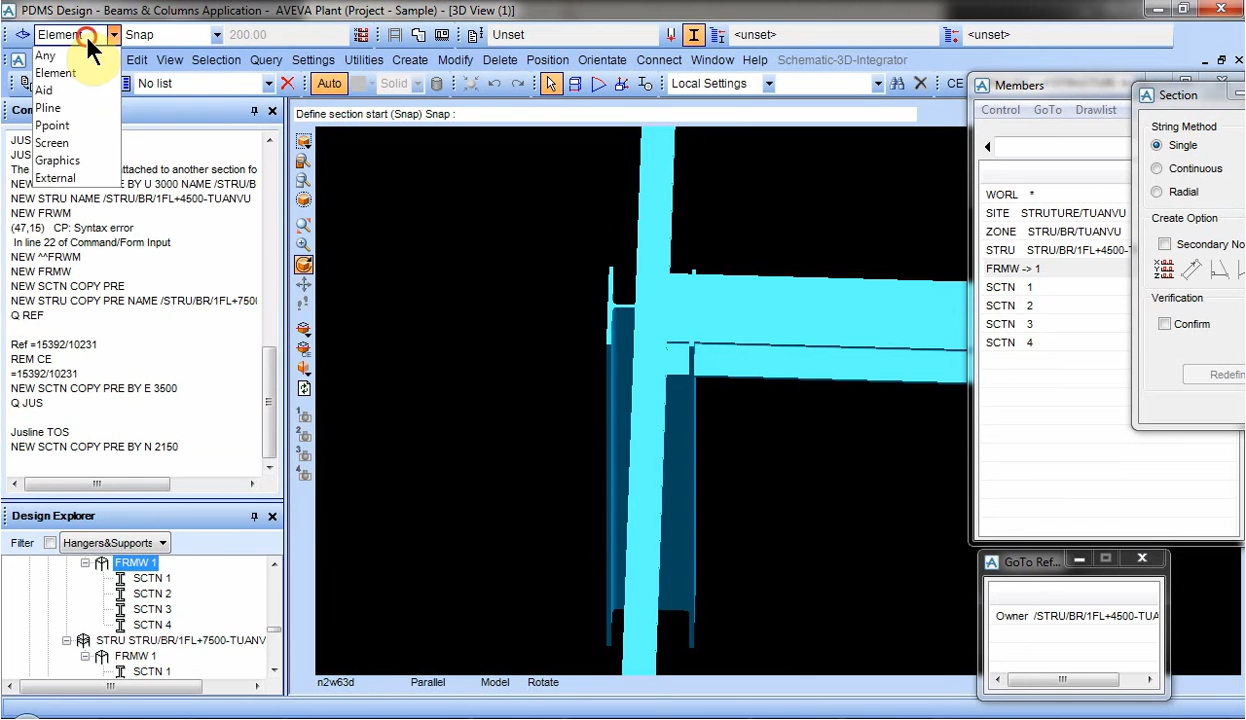 PDMS Design - Beams & Columns Application - AVEVA Plant (Project - Sample) - [3D View (1)]
Element Snap 200.00 Unset <unset> <unset>
Edit View Selection Query Settings Utilities Create Modify Delete Position Orientate Connect Window Help Schematic-3D-Integrator
No list Auto Solid Local Settings CE
Any
Element
Aid
Pline
Ppoint
Screen
Graphics
External
Define section start (Snap) Snap :
JUS
JUS
The attached to another section fo
NEW SCTN COPY PRE BY U 3000 NAME /STRU/B
NEW STRU NAME /STRU/BR/1FL+4500-TUANVU
NEW FRWM
(47,15) CP: Syntax error
In line 22 of Command/Form Input
NEW ^^FRWM
NEW FRMW
NEW SCTN COPY PRE
NEW STRU COPY PRE NAME /STRU/BR/1FL+750
Q REF
Ref =15392/10231
REM CE
=15392/10231
NEW SCTN COPY PRE BY E 3500
Q JUS
Jusline TOS
NEW SCTN COPY PRE BY N 2150
Design Explorer
Filter Hangers&Supports
FRMW 1
SCTN 1
SCTN 2
SCTN 3
SCTN 4
STRU STRU/BR/1FL+7500-TUANV
FRMW 1
SCTN 1
n2w63d Parallel Model Rotate
Members
Control GoTo Drawlist
WORL *
SITE STRUTURE/TUANVU
ZONE STRU/BR/TUANVU
STRU STRU/BR/1FL+4500-T
FRMW -> 1
SCTN 1
SCTN 2
SCTN 3
SCTN 4
Section
String Method
Single
Continuous
Radial
Create Option
Secondary No
Verification
Confirm
Redefin
GoTo Ref...
Owner /STRU/BR/1FL+4500-TUA